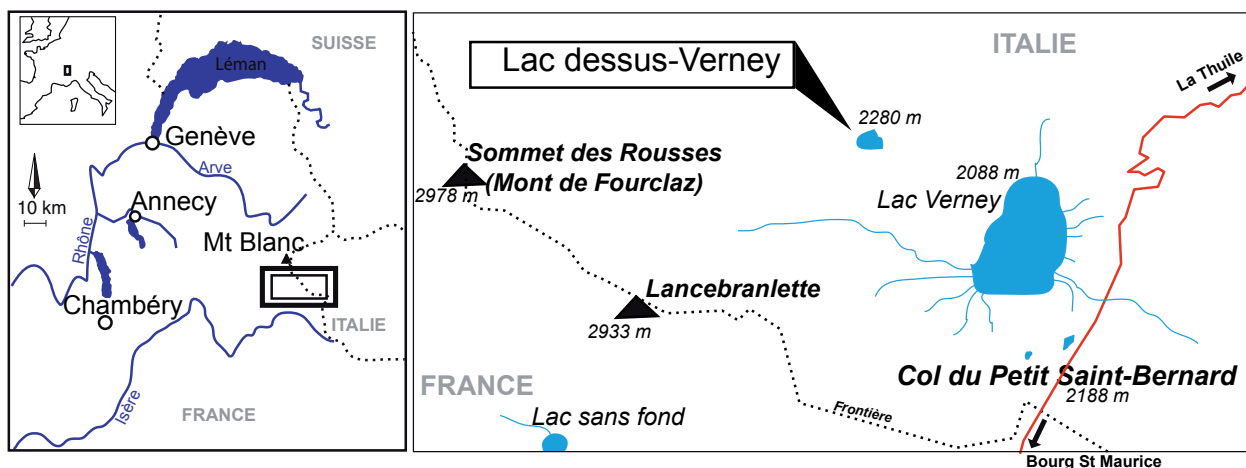 SUISSE
Léman
Genève
Arve
10 km
Annecy
Rhône
Mt Blanc
Chambéry
ITALIE
Isère
FRANCE
ITALIE
Lac dessus-Verney
La Thuile
2280 m
Sommet des Rousses
(Mont de Fourclaz)
2978 m
2088 m
Lac Verney
Lancebranlette
2933 m
FRANCE
Col du Petit Saint-Bernard
2188 m
Frontière
Lac sans fond
Bourg St Maurice